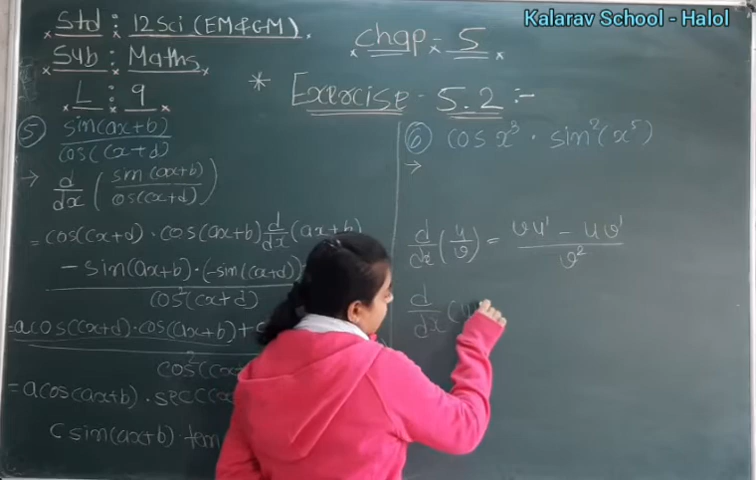 Kalarav School - Halol
Std : 12 Sci (EM&GM)
Sub : Maths
L : 9
chap - 5
* Exercise - 5.2 :-
⑤ sin(ax+b) / cos(cx+d)
→ d/dx ( sin(ax+b) / cos(cx+d) )
= cos(cx+d) · cos(ax+b) d/dx (ax+b)
- sin(ax+b) · (-sin(cx+d))
cos²(cx+d)
= a cos(cx+d) · cos(ax+b) +
cos²(cx
= a cos(ax+b) · sec(cx
c sin(ax+b) · tan
⑥ cos x³ · sin²(x⁵)
→
d/dx (u/v) = vu' - uv' / v²
d/dx (u